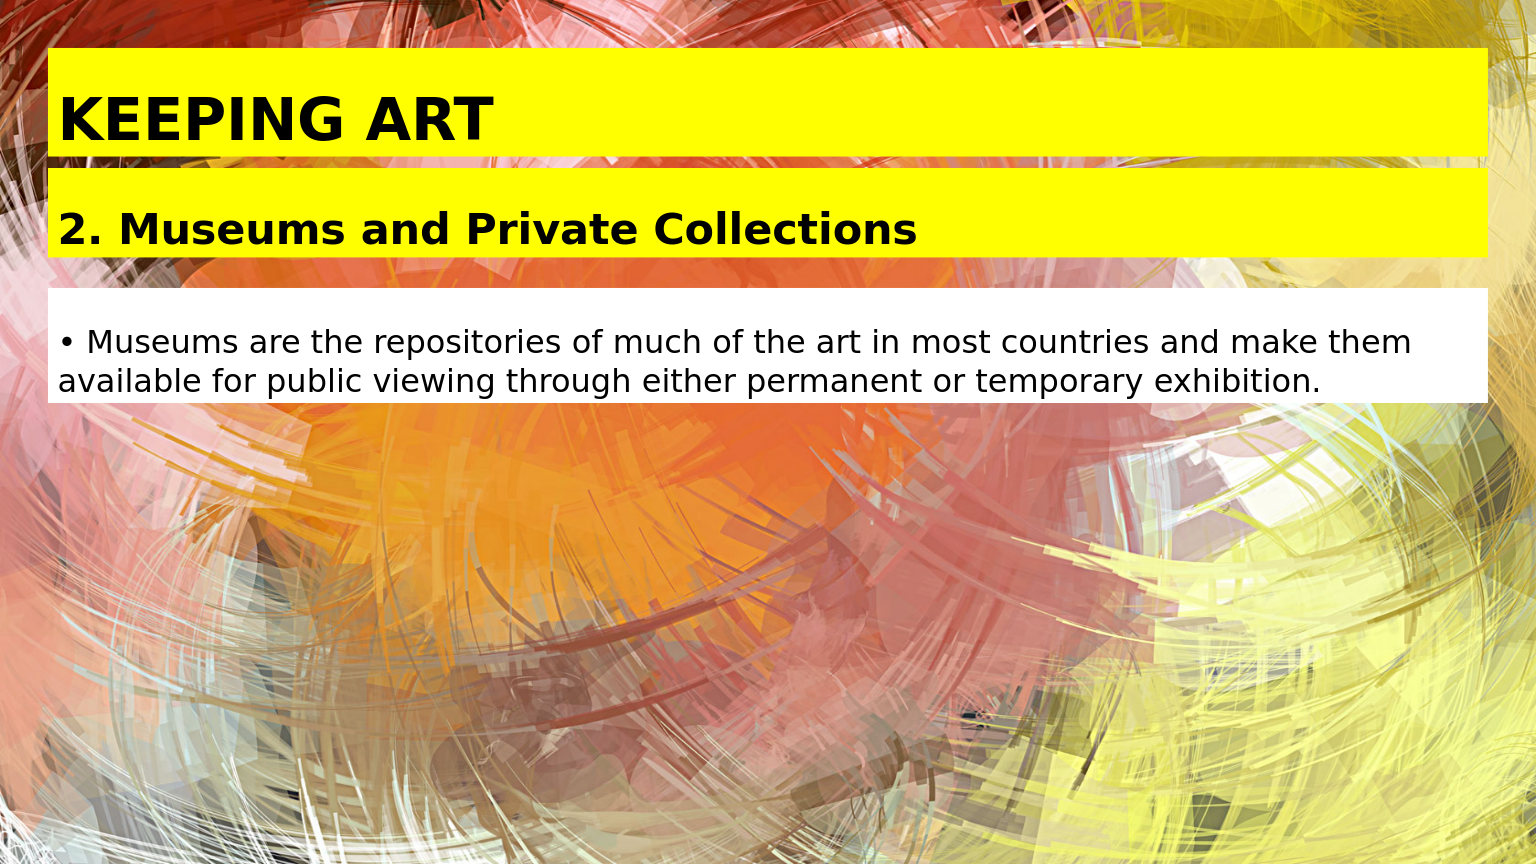 KEEPING ART
2. Museums and Private Collections
• Museums are the repositories of much of the art in most countries and make them
available for public viewing through either permanent or temporary exhibition.